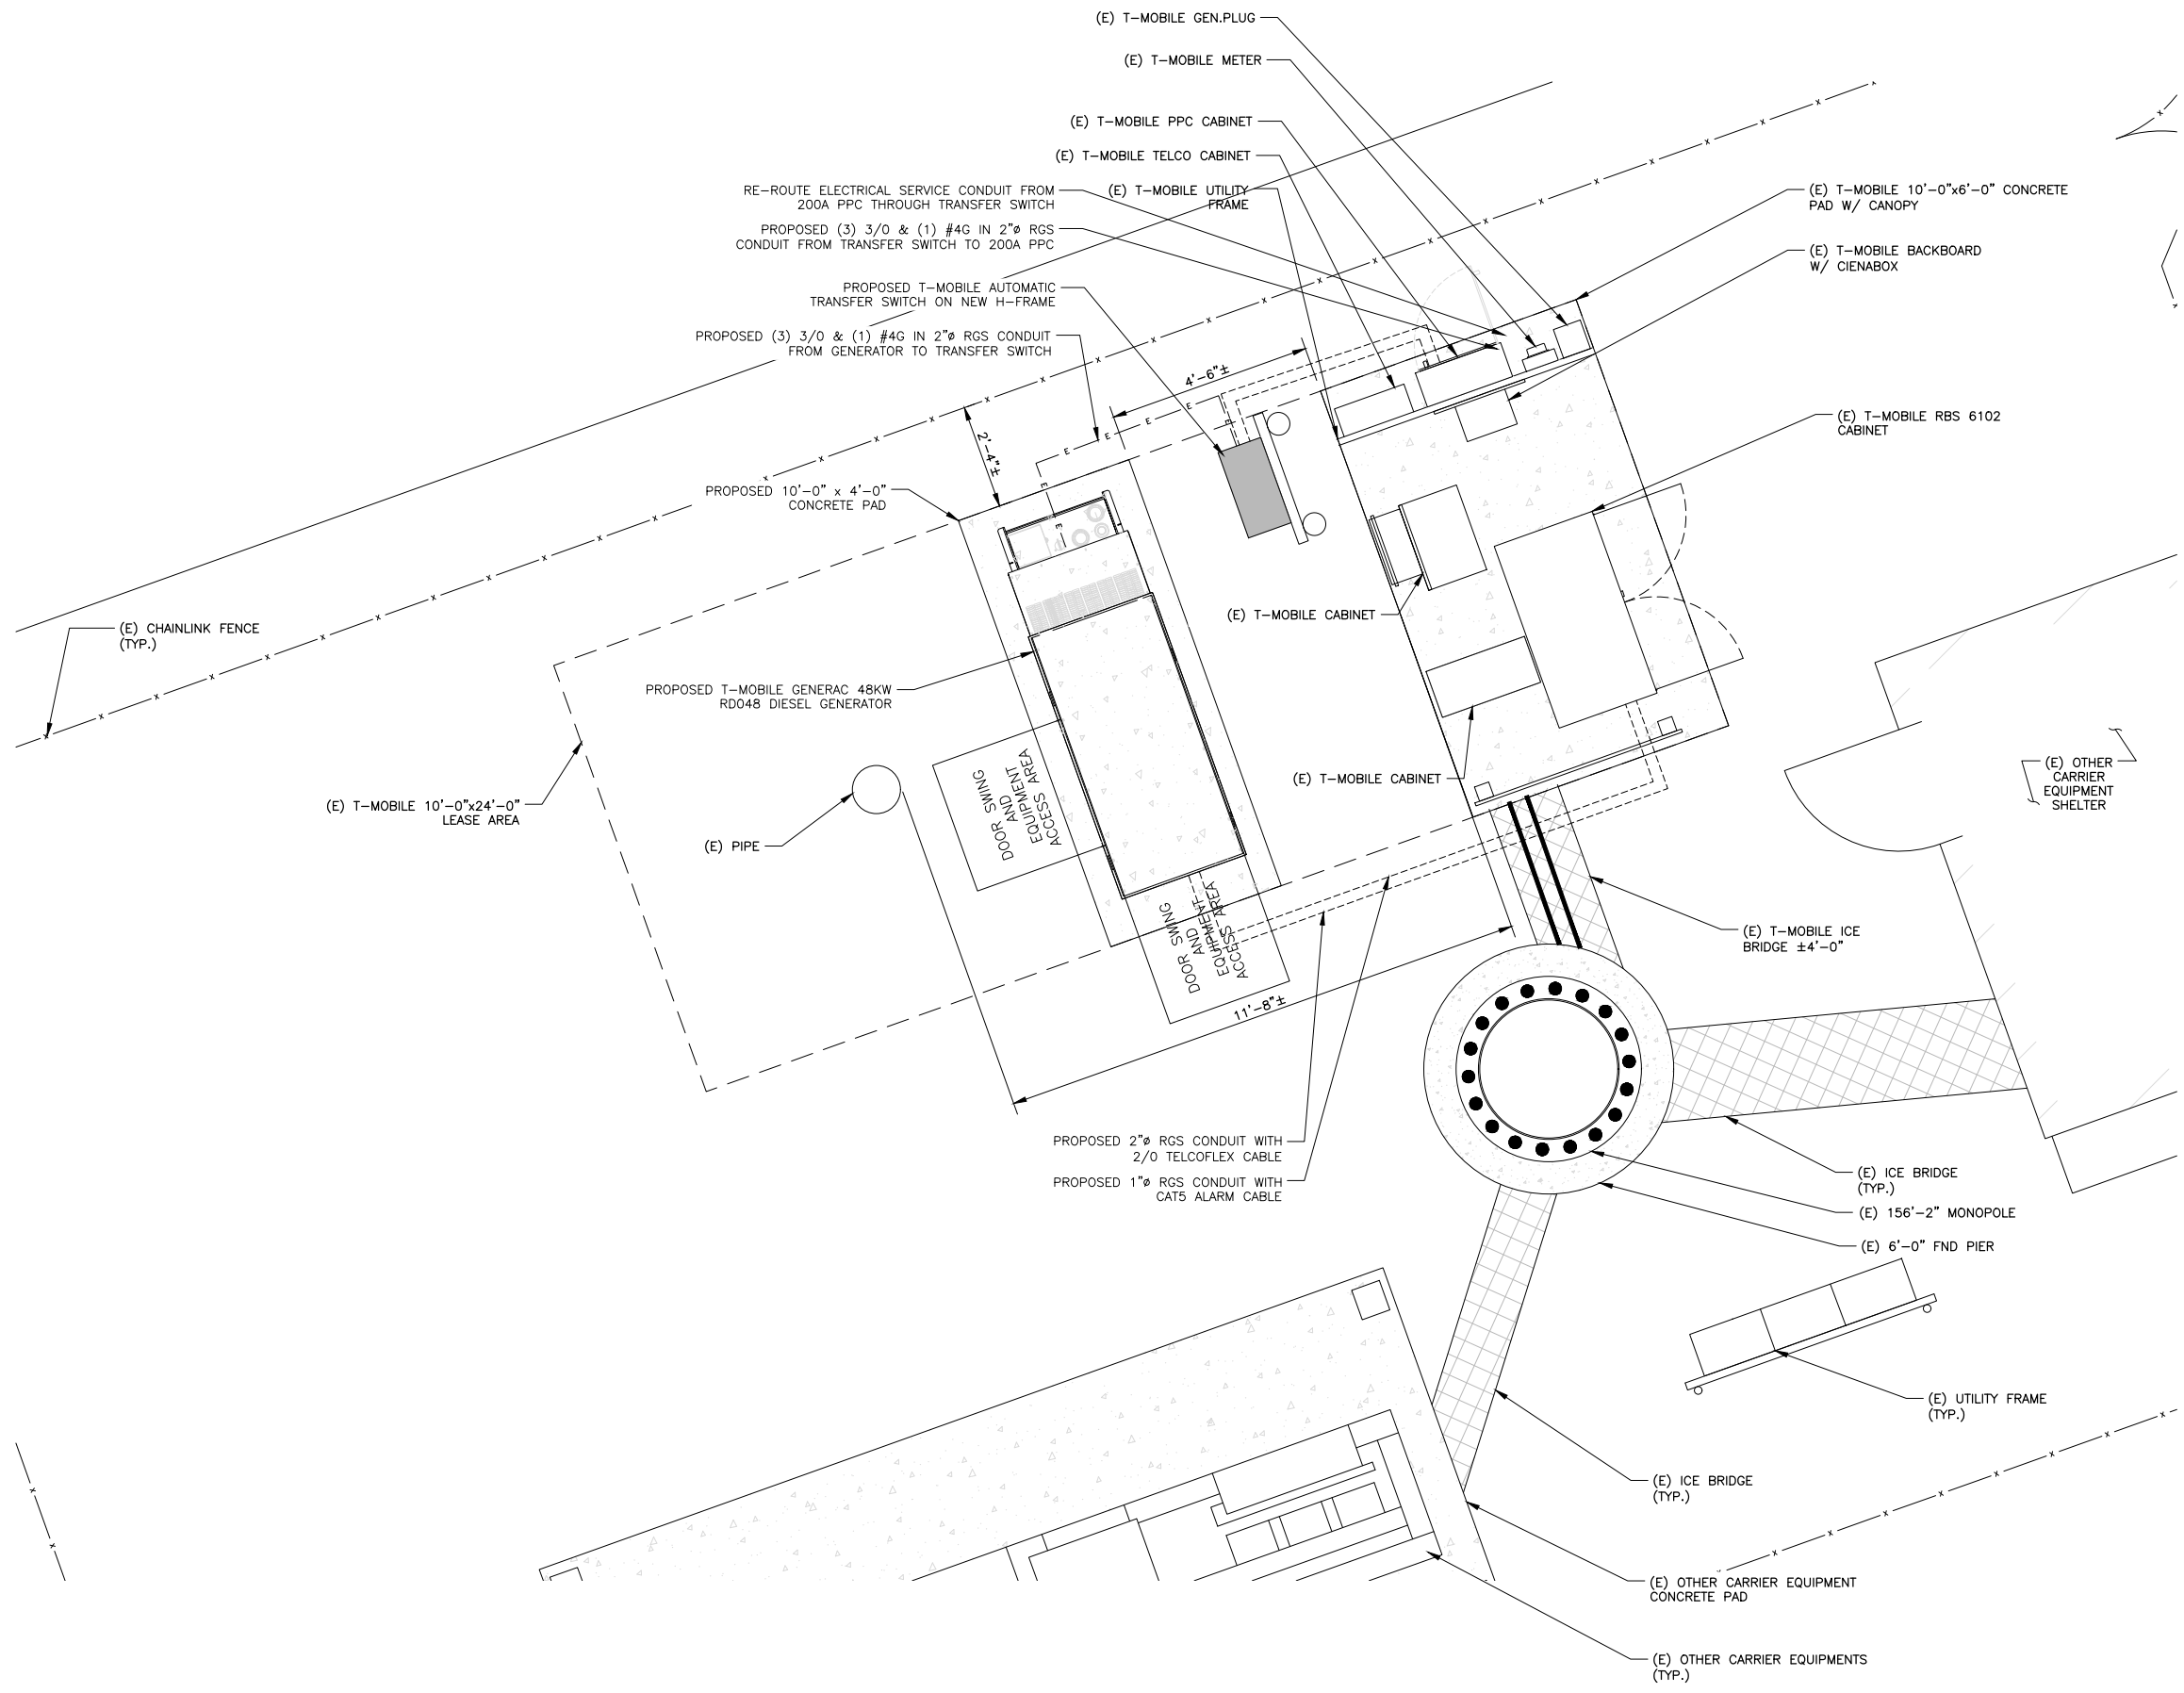 (E) T-MOBILE GEN.PLUG
(E) T-MOBILE METER
(E) T-MOBILE PPC CABINET
(E) T-MOBILE TELCO CABINET
RE-ROUTE ELECTRICAL SERVICE CONDUIT FROM
200A PPC THROUGH TRANSFER SWITCH
(E) T-MOBILE UTILITY
FRAME
(E) T-MOBILE 10'-0"x6'-0" CONCRETE
PAD W/ CANOPY
PROPOSED (3) 3/0 & (1) #4G IN 2"ø RGS
CONDUIT FROM TRANSFER SWITCH TO 200A PPC
(E) T-MOBILE BACKBOARD
W/ CIENABOX
PROPOSED T-MOBILE AUTOMATIC
TRANSFER SWITCH ON NEW H-FRAME
PROPOSED (3) 3/0 & (1) #4G IN 2"ø RGS CONDUIT
FROM GENERATOR TO TRANSFER SWITCH
4'-6"±
2'-4"±
(E) T-MOBILE RBS 6102
CABINET
PROPOSED 10'-0" x 4'-0"
CONCRETE PAD
(E) T-MOBILE CABINET
(E) CHAINLINK FENCE
(TYP.)
PROPOSED T-MOBILE GENERAC 48KW
RD048 DIESEL GENERATOR
(E) T-MOBILE CABINET
(E) OTHER
CARRIER
EQUIPMENT
SHELTER
(E) T-MOBILE 10'-0"x24'-0"
LEASE AREA
DOOR SWING
AND
EQUIPMENT
ACCESS AREA
(E) PIPE
DOOR SWING
AND
EQUIPMENT
ACCESS AREA
(E) T-MOBILE ICE
BRIDGE ±4'-0"
11'-8"±
PROPOSED 2"ø RGS CONDUIT WITH
2/0 TELCOFLEX CABLE
PROPOSED 1"ø RGS CONDUIT WITH
CAT5 ALARM CABLE
(E) ICE BRIDGE
(TYP.)
(E) 156'-2" MONOPOLE
(E) 6'-0" FND PIER
(E) UTILITY FRAME
(TYP.)
(E) ICE BRIDGE
(TYP.)
(E) OTHER CARRIER EQUIPMENT
CONCRETE PAD
(E) OTHER CARRIER EQUIPMENTS
(TYP.)